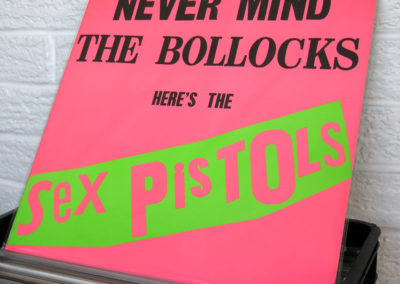 NEVER MIND
THE BOLLOCKS
HERE'S THE
Sex PisTOLs